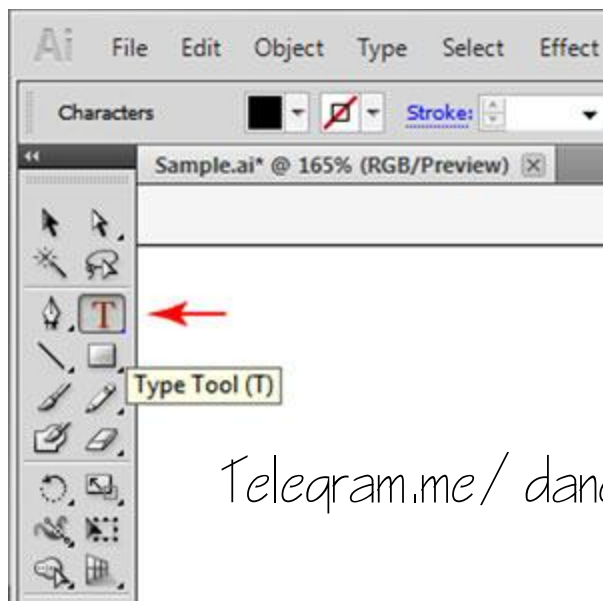 Ai File Edit Object Type Select Effect
Characters Stroke:
Sample.ai* @ 165% (RGB/Preview)
T
Type Tool (T)
Telegram.me/